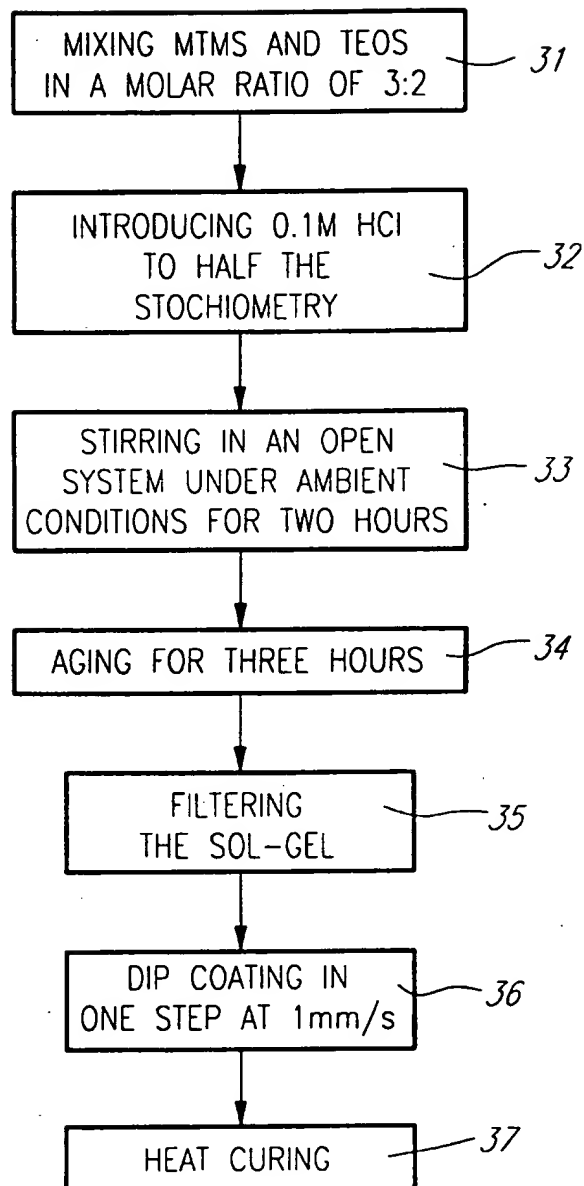 MIXING MTMS AND TEOS
IN A MOLAR RATIO OF 3:2
31
INTRODUCING 0.1M HCl
TO HALF THE
STOCHIOMETRY
32
STIRRING IN AN OPEN
SYSTEM UNDER AMBIENT
CONDITIONS FOR TWO HOURS
33
AGING FOR THREE HOURS
34
FILTERING
THE SOL-GEL
35
DIP COATING IN
ONE STEP AT 1mm/s
36
HEAT CURING
37